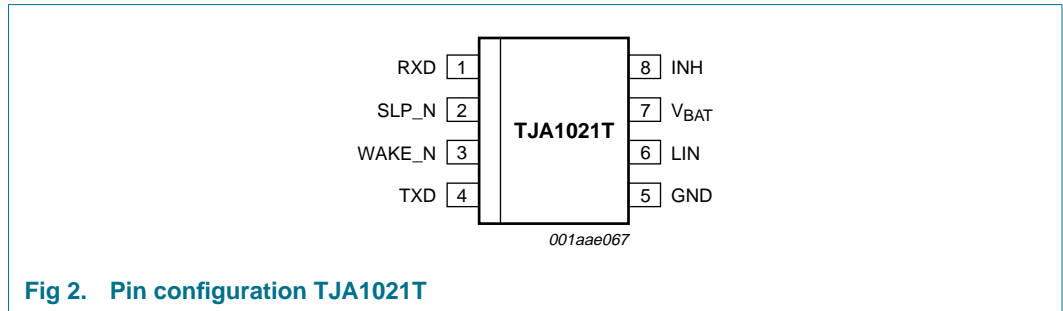 RXD 1 8 INH
SLP_N 2 7 VBAT
TJA1021T
WAKE_N 3 6 LIN
TXD 4 5 GND
001aae067
Fig 2. Pin configuration TJA1021T